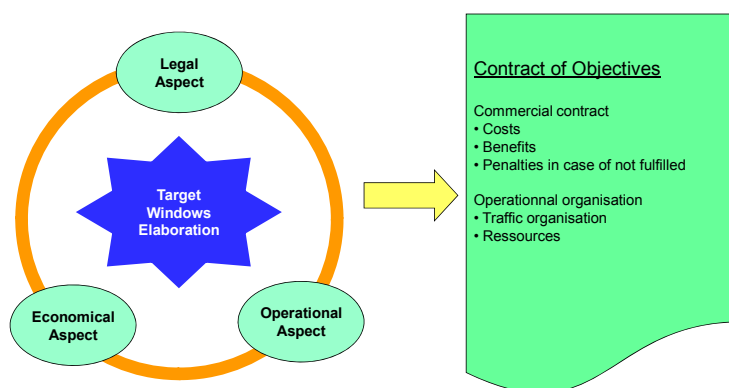 Legal
Aspect
Target
Windows
Elaboration
Economical
Aspect
Operational
Aspect
Contract of Objectives
Commercial contract
• Costs
• Benefits
• Penalties in case of not fulfilled
Operationnal organisation
• Traffic organisation
• Ressources